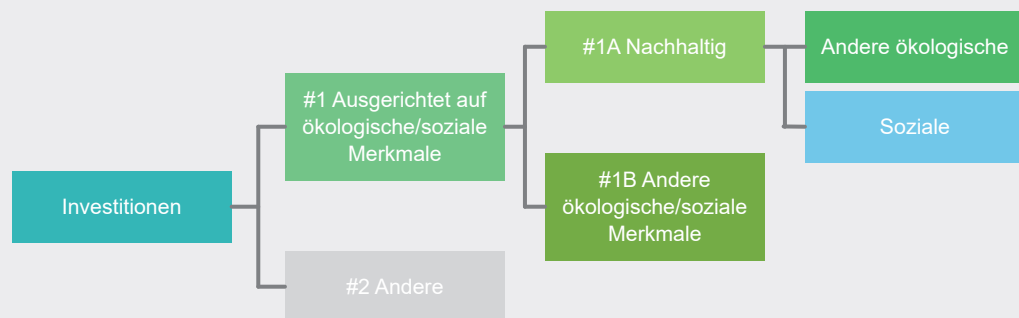 #1A Nachhaltig
Andere ökologische
#1 Ausgerichtet auf
ökologische/soziale
Merkmale
Soziale
#1B Andere
ökologische/soziale
Merkmale
Investitionen
#2 Andere